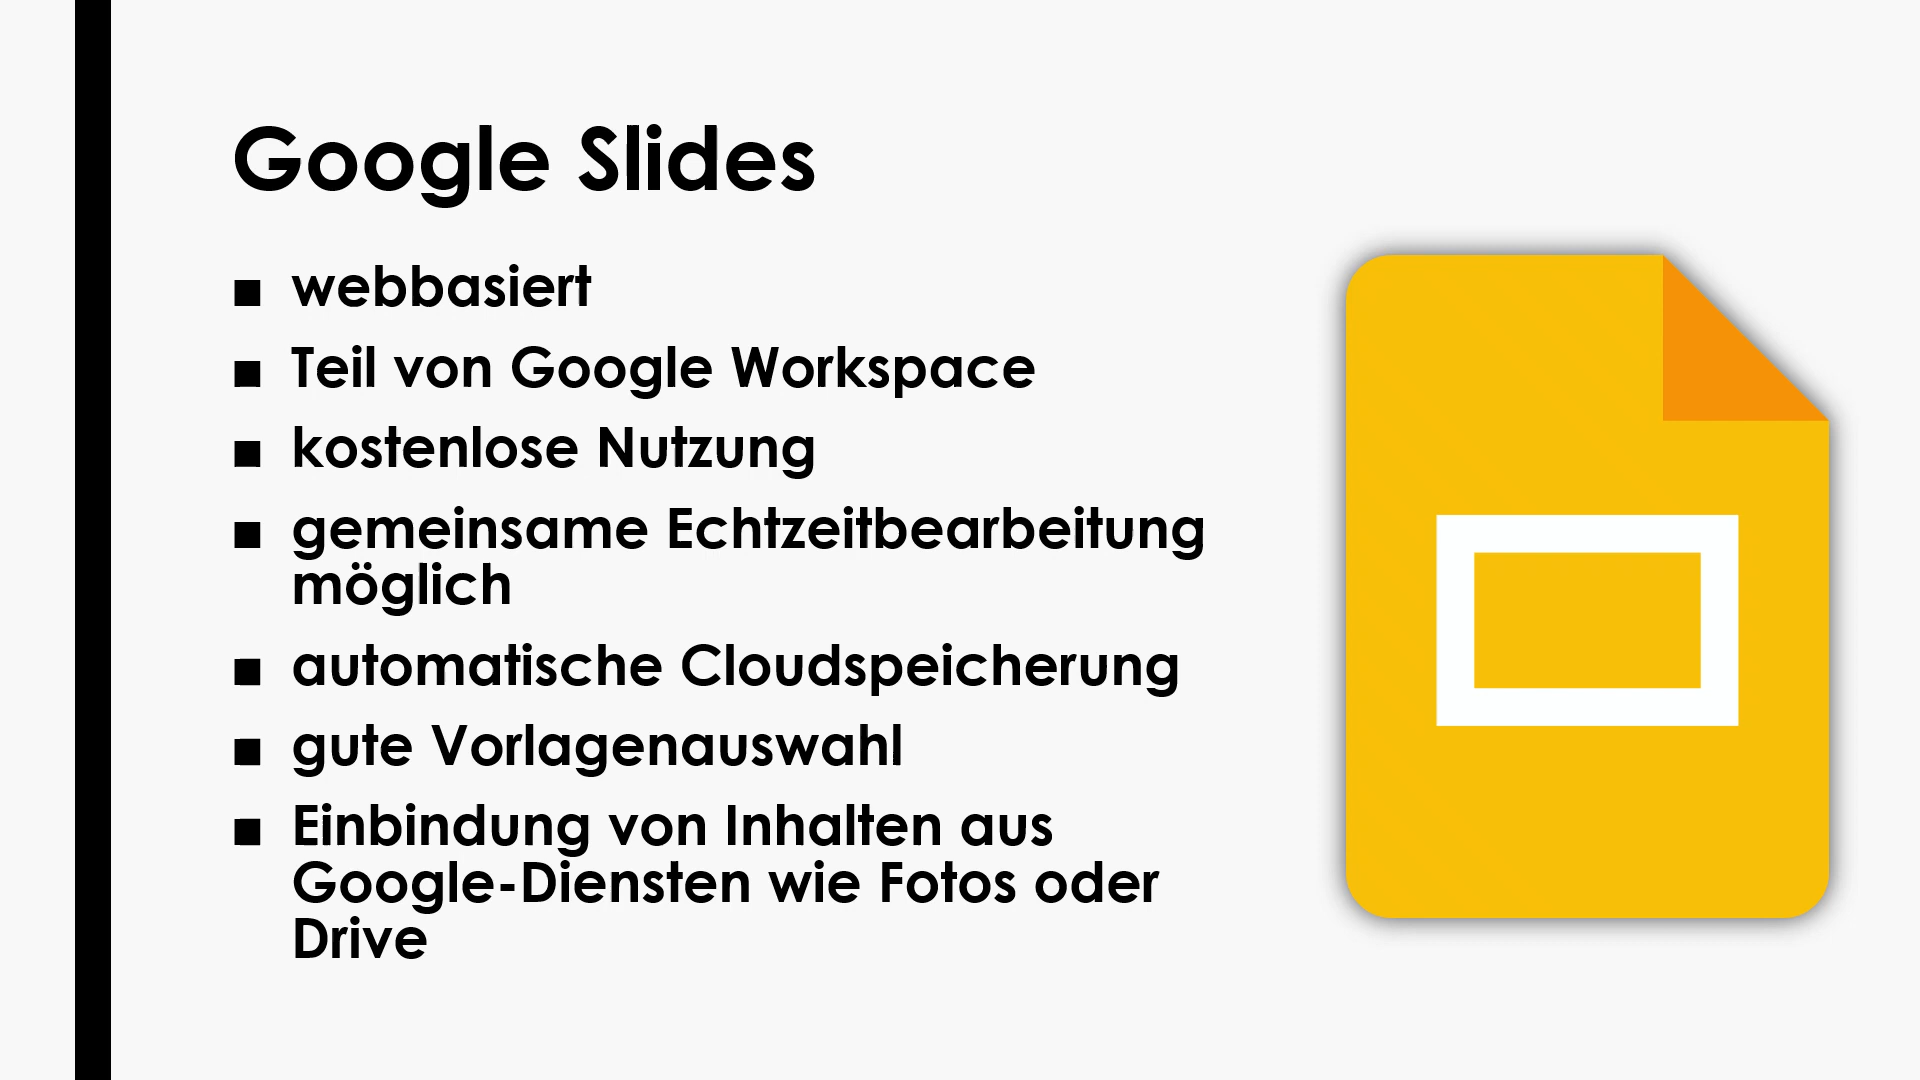 Google Slides
■ webbasiert
■ Teil von Google Workspace
■ kostenlose Nutzung
■ gemeinsame Echtzeitbearbeitung
möglich
■ automatische Cloudspeicherung
■ gute Vorlagenauswahl
■ Einbindung von Inhalten aus
Google-Diensten wie Fotos oder
Drive